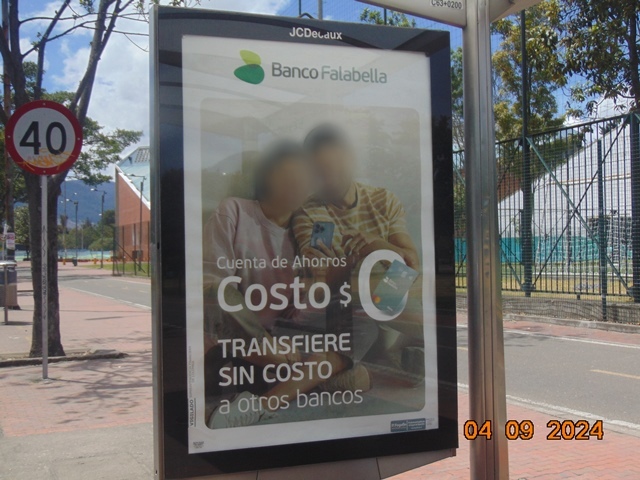 C63+0200
JCDecaux
Banco Falabella
40
Cuenta de Ahorros
Costo $0
TRANSFIERE
SIN COSTO
a otros bancos
VIGILADO
04 09 2024